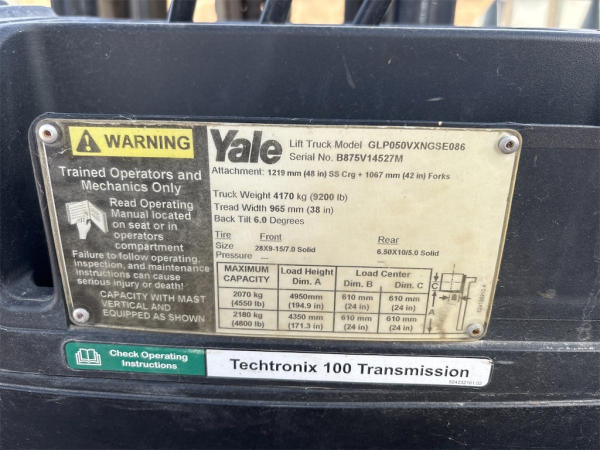 WARNING
Trained Operators and
Mechanics Only
Read Operating
Manual located
on seat or in
operators
compartment
Failure to follow operating,
inspection, and maintenance
instructions can cause
serious injury or death!
CAPACITY WITH MAST
VERTICAL AND
EQUIPPED AS SHOWN
Yale
Lift Truck Model GLP050VXNGSE086
Serial No. B875V14527M
Attachment: 1219 mm (48 in) SS Crg + 1067 mm (42 in) Forks
Truck Weight 4170 kg (9200 lb)
Tread Width 965 mm (38 in)
Back Tilt 6.0 Degrees
Tire Front Rear
Size 28X9-15/7.0 Solid 6.50X10/5.0 Solid
Pressure --- ---
MAXIMUM CAPACITY Load Height Dim. A Load Center Dim. B Dim. C
2070 kg (4550 lb) 4950mm (194.9 in) 610 mm (24 in) 610 mm (24 in)
2180 kg (4800 lb) 4350 mm (171.3 in) 610 mm (24 in) 610 mm (24 in)
C
B
A
Check Operating
Instructions
Techtronix 100 Transmission